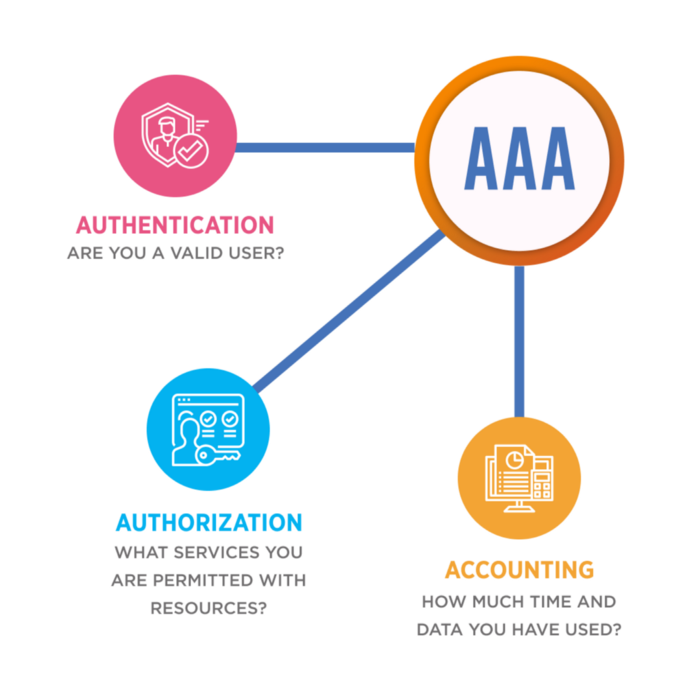 AAA
AUTHENTICATION
ARE YOU A VALID USER?
AUTHORIZATION
WHAT SERVICES YOU
ARE PERMITTED WITH
RESOURCES?
ACCOUNTING
HOW MUCH TIME AND
DATA YOU HAVE USED?